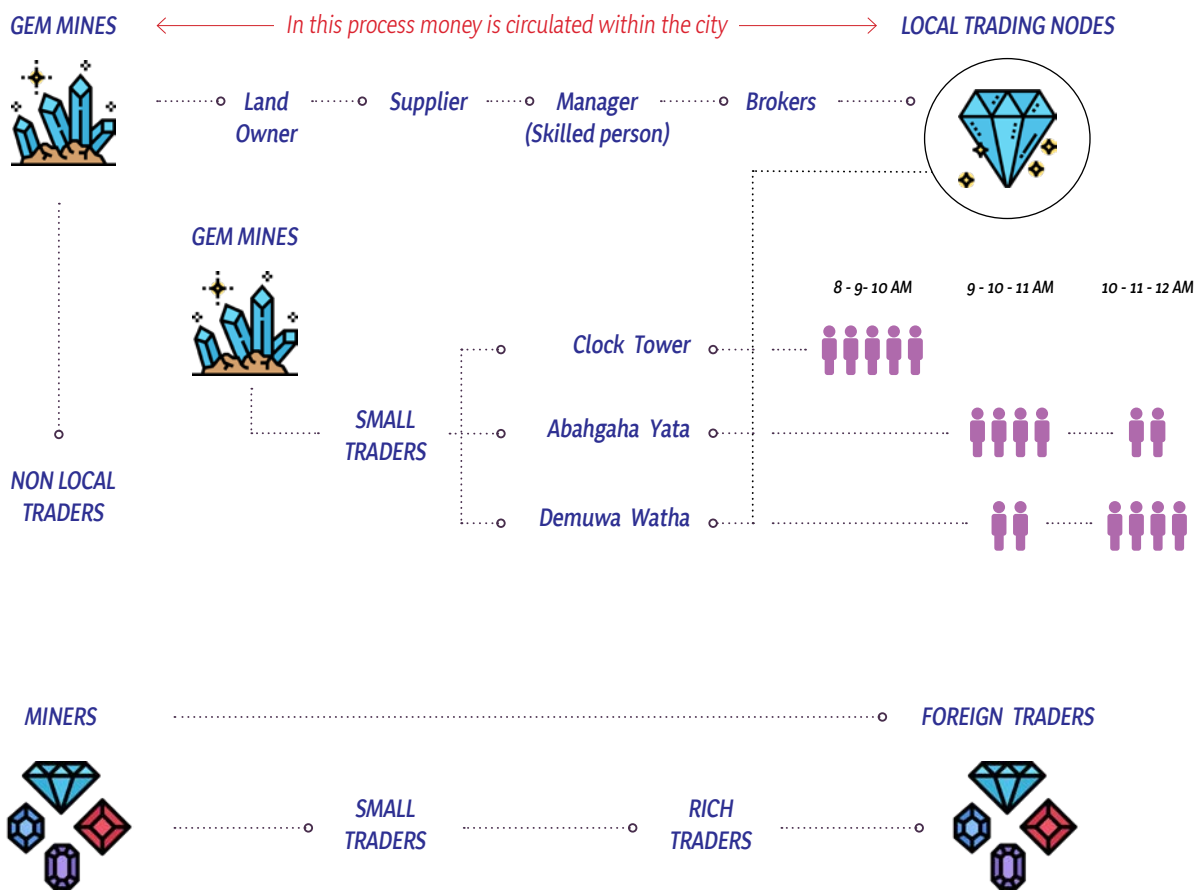 GEM MINES
In this process money is circulated within the city
LOCAL TRADING NODES
Land
Owner
Supplier
Manager
(Skilled person)
Brokers
GEM MINES
8 - 9- 10 AM
9 - 10 - 11 AM
10 - 11 - 12 AM
Clock Tower
SMALL
TRADERS
Abahgaha Yata
NON LOCAL
TRADERS
Demuwa Watha
MINERS
FOREIGN TRADERS
SMALL
TRADERS
RICH
TRADERS